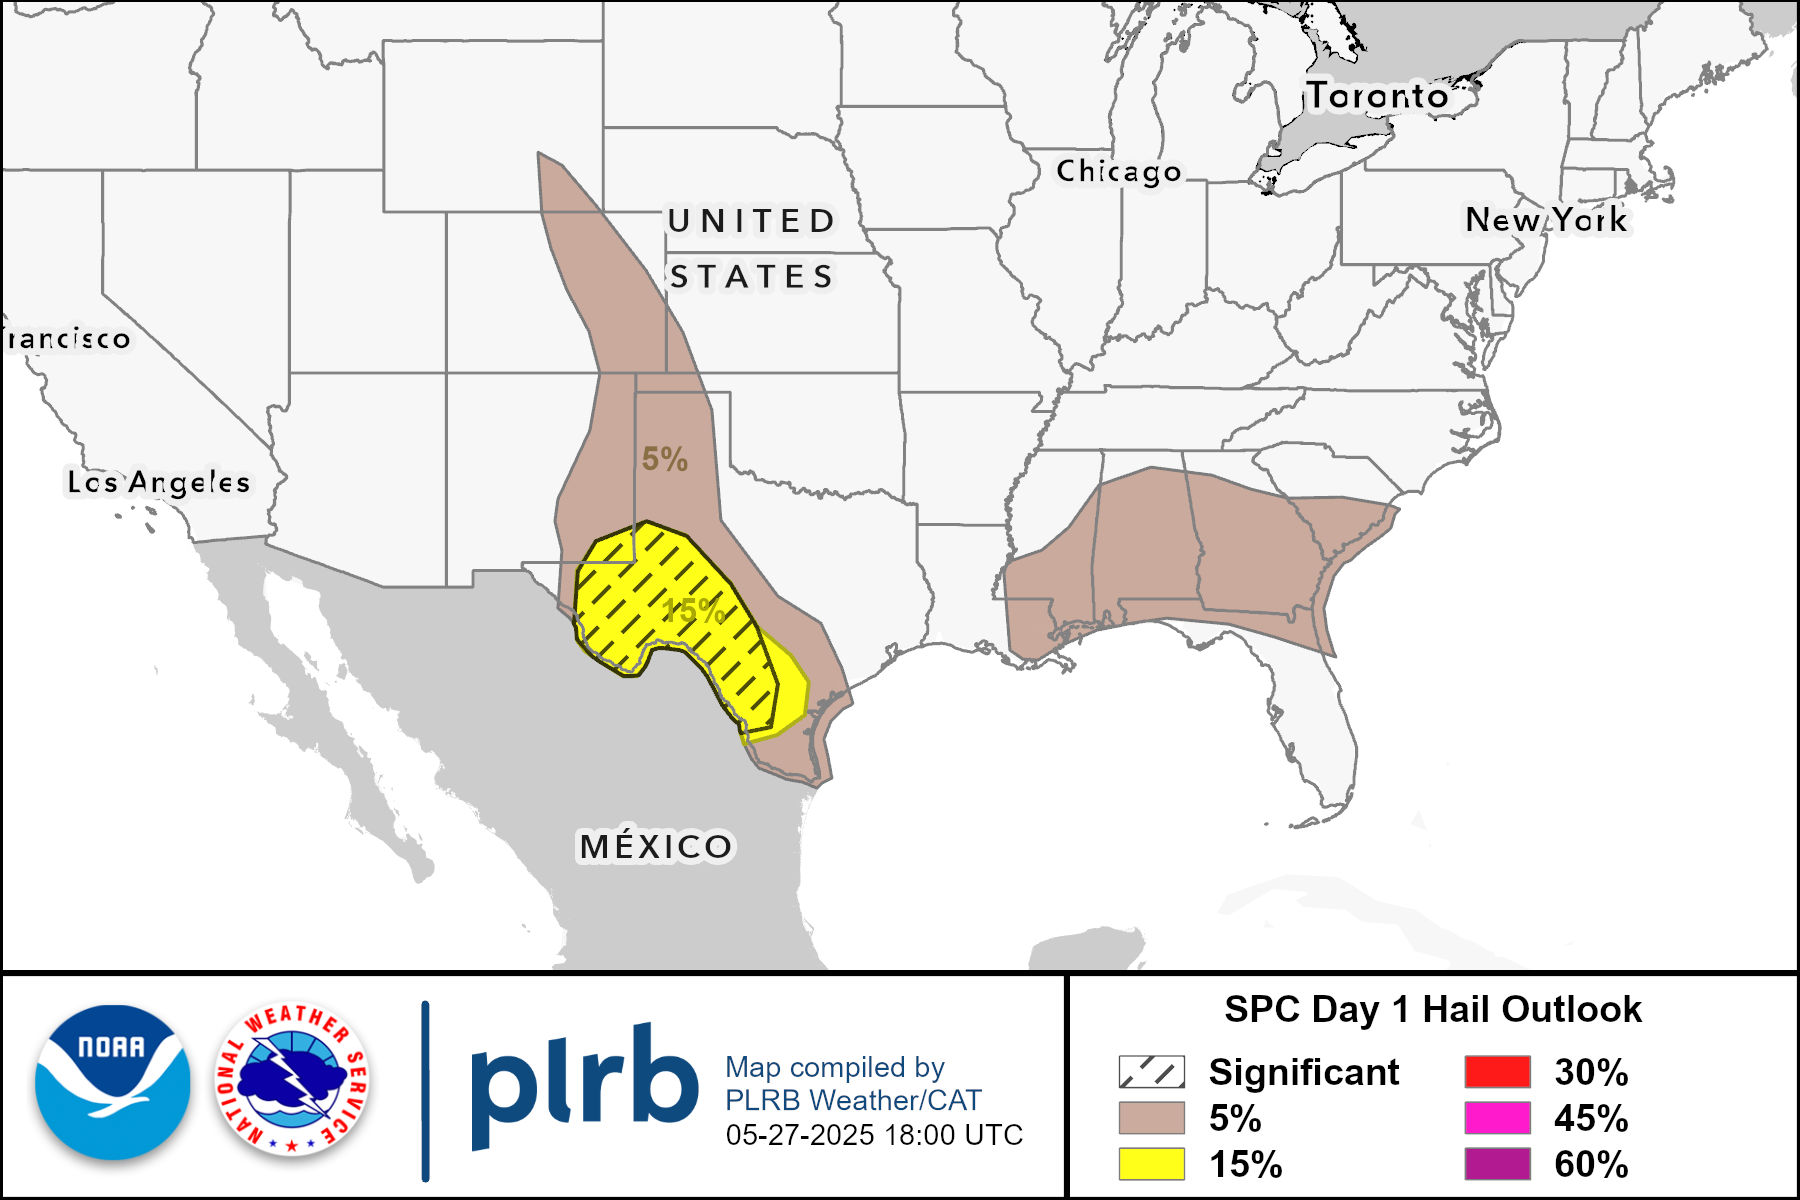 Toronto
Chicago
UNITED
STATES
New York
rancisco
5%
Los Angeles
15%
MÉXICO
NOAA
NATIONAL WEATHER SERVICE
plrb
Map compiled by
PLRB Weather/CAT
05-27-2025 18:00 UTC
SPC Day 1 Hail Outlook
Significant
5%
15%
30%
45%
60%